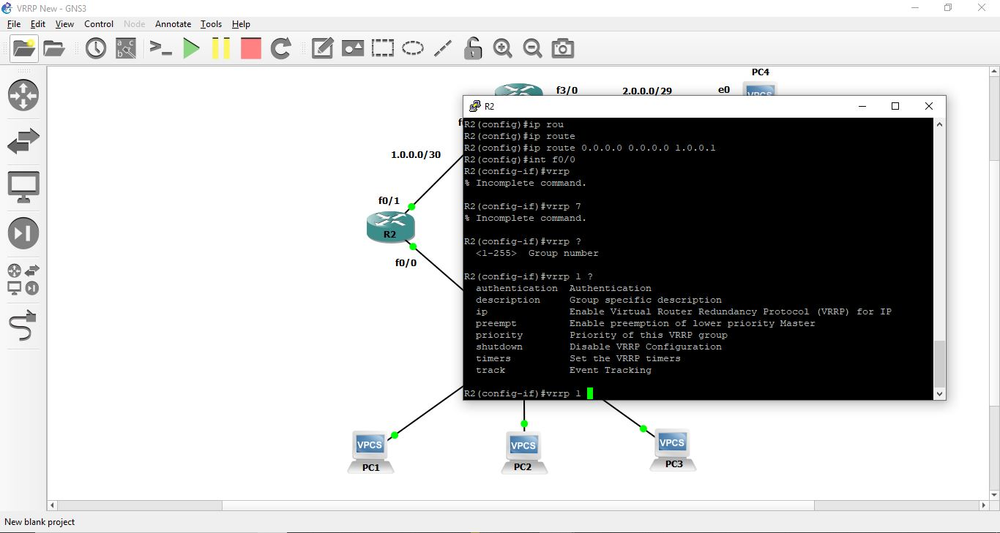 VRRP New - GNS3
File Edit View Control Node Annotate Tools Help
PC4
f3/0 2.0.0.0/29 e0
VPCS
R2
1.0.0.0/30
f0/1
R2
f0/0
R2(config)#ip rou
R2(config)#ip route
R2(config)#ip route 0.0.0.0 0.0.0.0 1.0.0.1
R2(config)#int f0/0
R2(config-if)#vrrp
% Incomplete command.
R2(config-if)#vrrp 7
% Incomplete command.
R2(config-if)#vrrp ?
<1-255> Group number
R2(config-if)#vrrp 1 ?
authentication Authentication
description Group specific description
ip Enable Virtual Router Redundancy Protocol (VRRP) for IP
preempt Enable preemption of lower priority Master
priority Priority of this VRRP group
shutdown Disable VRRP Configuration
timers Set the VRRP timers
track Event Tracking
R2(config-if)#vrrp 1
VPCS VPCS VPCS
PC1 PC2 PC3
New blank project